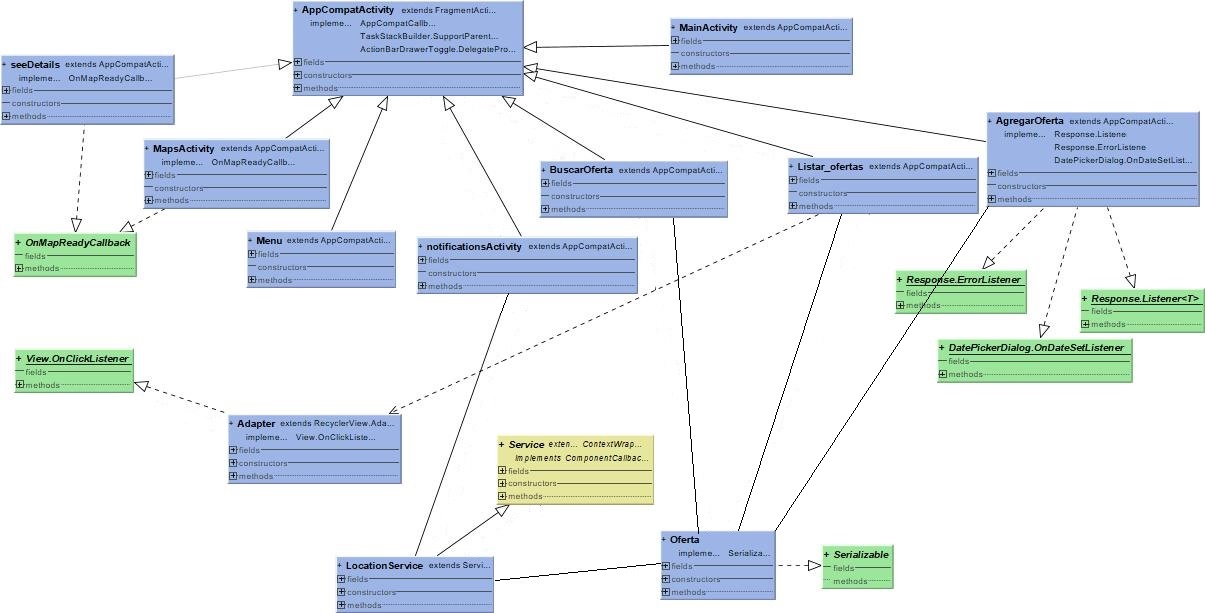 + AppCompatActivity extends FragmentActi...
impleme... AppCompatCallb...
TaskStackBuilder.SupportParent...
ActionBarDrawerToggle.DelegatePro...
fields
constructors
methods
+ MainActivity extends AppCompatActi...
fields
constructors
methods
+ seeDetails extends AppCompatActi...
impleme... OnMapReadyCallb...
fields
constructors
methods
+ AgregarOferta extends AppCompatActi...
impleme... Response.Listene
Response.ErrorListene
DatePickerDialog.OnDateSetList...
fields
constructors
methods
+ MapsActivity extends AppCompatActi...
impleme... OnMapReadyCallb...
fields
constructors
methods
+ BuscarOferta extends AppCompatActi...
fields
constructors
methods
+ Listar_ofertas extends AppCompatActi...
fields
constructors
methods
+ OnMapReadyCallback
fields
methods
+ Menu extends AppCompatActi...
fields
constructors
methods
+ notificationsActivity extends AppCompatActi...
fields
constructors
methods
+ Response.ErrorListener
fields
methods
+ Response.Listener<T>
fields
methods
+ DatePickerDialog.OnDateSetListener
fields
methods
+ View.OnClickListener
fields
methods
+ Adapter extends RecyclerView.Ada...
impleme... View.OnClickListe...
fields
constructors
methods
+ Service exten... ContextWrap...
implements ComponentCallbac...
fields
constructors
methods
+ Oferta
impleme... Serializa...
fields
constructors
methods
+ Serializable
fields
methods
+ LocationService extends Servi...
fields
constructors
methods